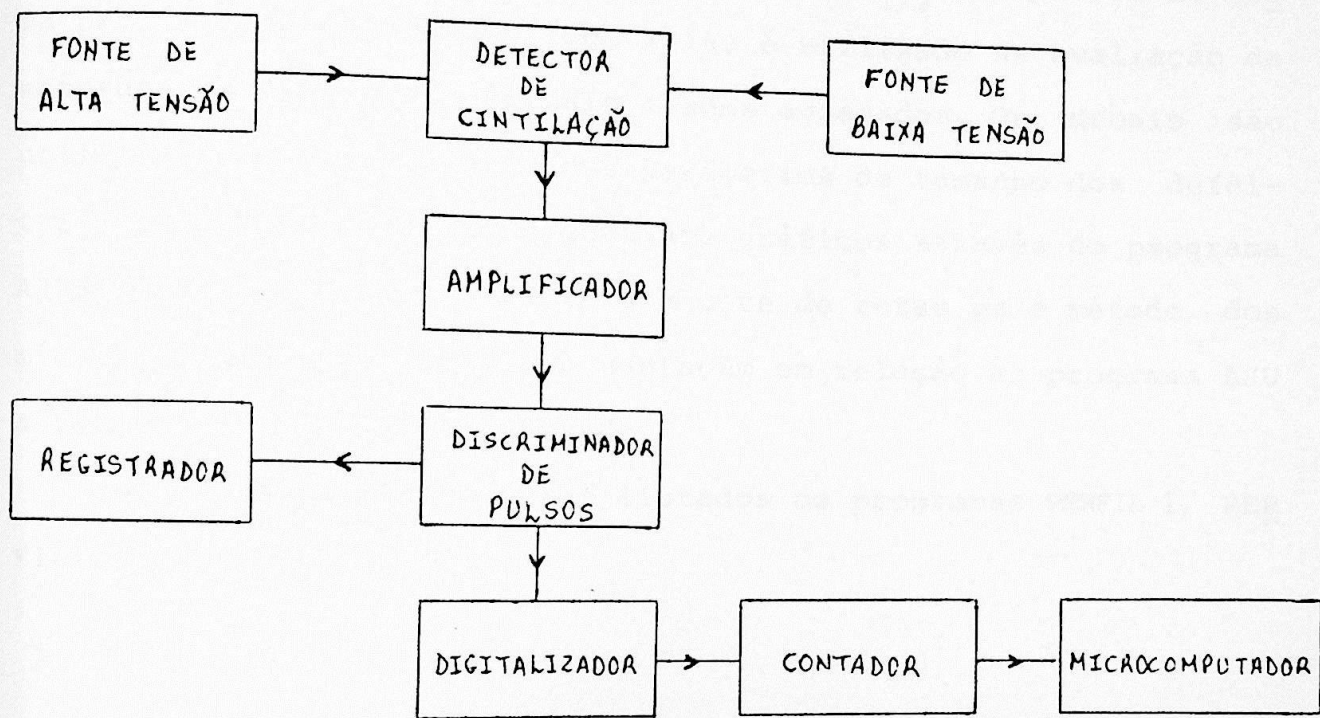 FONTE DE
ALTA TENSÃO
DETECTOR
DE
CINTILAÇÃO
FONTE DE
BAIXA TENSÃO
AMPLIFICADOR
REGISTRADOR
DISCRIMINADOR
DE
PULSOS
DIGITALIZADOR
CONTADOR
MICROCOMPUTADOR